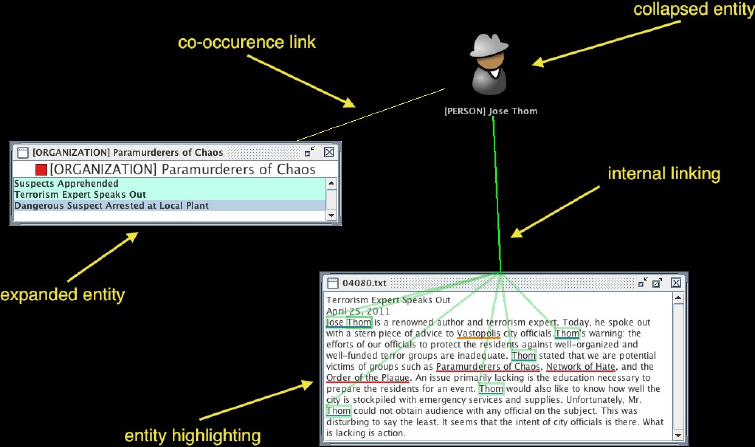 collapsed entity
co-occurence link
[PERSON] Jose Thom
[ORGANIZATION] Paramurderers of Chaos
[ORGANIZATION] Paramurderers of Chaos
Suspects Apprehended
Terrorism Expert Speaks Out
Dangerous Suspect Arrested at Local Plant
internal linking
expanded entity
04080.txt
Terrorism Expert Speaks Out
April 25, 2011
Jose Thom is a renowned author and terrorism expert. Today, he spoke out
with a stern piece of advice to Vastopolis city officials. Thom's warning: the
efforts of our officials to protect the residents against well-organized and
well-funded terror groups are inadequate. Thom stated that we are potential
victims of groups such as Paramurderers of Chaos, Network of Hate, and the
Order of the Plague. An issue primarily lacking is the education necessary to
prepare the residents for an event. Thom would also like to know how well the
city is stockpiled with emergency services and supplies. Unfortunately, Mr.
Thom could not obtain audience with any official on the subject. This was
disturbing to say the least. It seems that the intent of city officials is there. What
is lacking is action.
entity highlighting